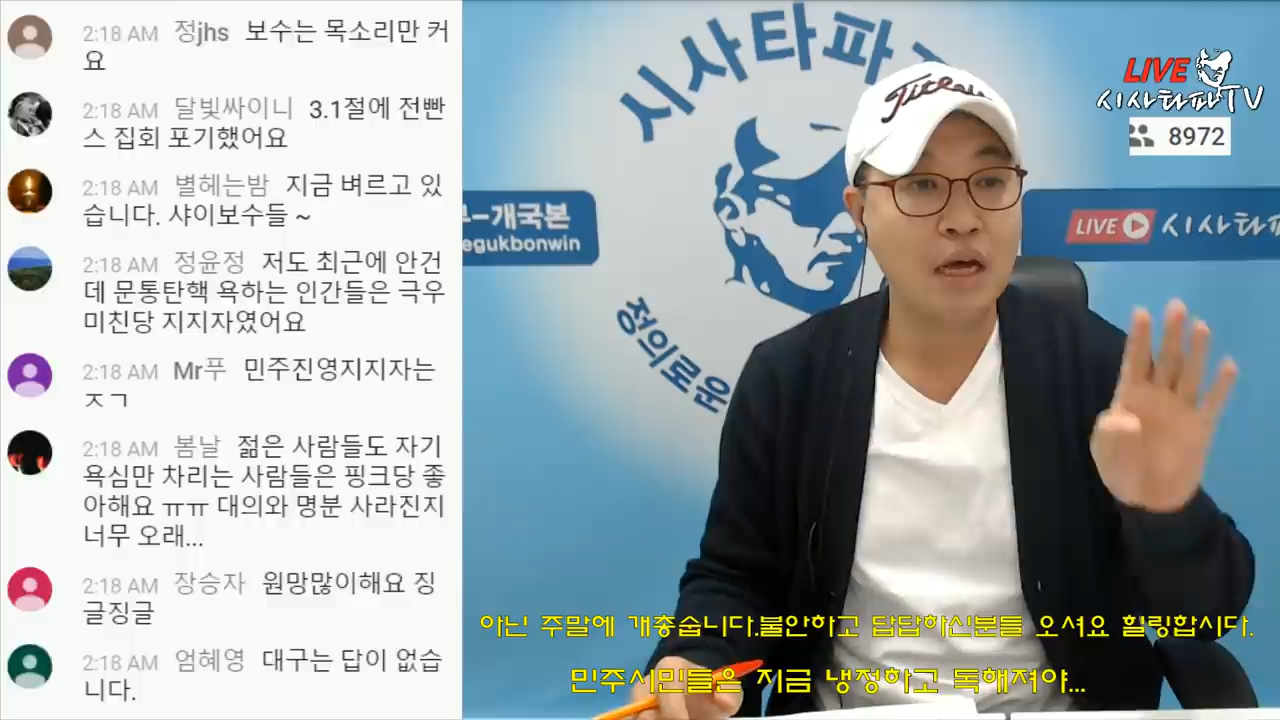 2:18 AM 정jhs 보수는 목소리만 커
요
2:18 AM 달빛싸이니 3.1절에 전빤
스 집회 포기했어요
2:18 AM 별헤는밤 지금 벼르고 있
습니다. 샤이보수들 ~
2:18 AM 정윤정 저도 최근에 안건
데 문통탄핵 욕하는 인간들은 극우
미친당 지지자였어요
2:18 AM Mr푸 민주진영지지자는
ㅈㄱ
2:18 AM 봄날 젊은 사람들도 자기
욕심만 차리는 사람들은 핑크당 좋
아해요 ㅠㅠ 대의와 명분 사라진지
너무 오래...
2:18 AM 장승자 원망많이해요 징
글징글
2:18 AM 엄혜영 대구는 답이 없습
니다.
시사타파
Titleist
LIVE
시사타파TV
8972
-개국본
egukbonwin
LIVE 시사타파
정의로운
아닌 주말에 개총숩니다.불안하고 답답하신분들 오셔요 힐링합시다.
민주시민들은 지금 냉정하고 독해져야...